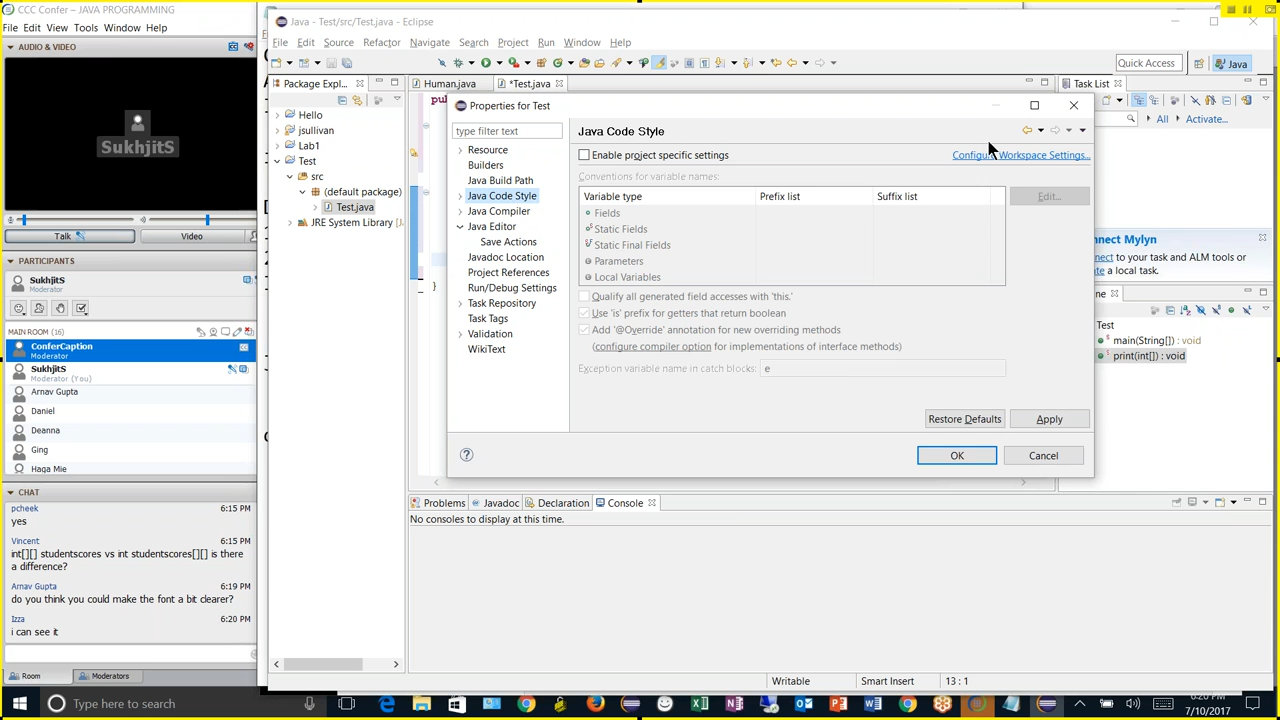 CCC Confer – JAVA PROGRAMMING
File Edit View Tools Window Help
AUDIO & VIDEO
SukhjitS
Talk
Video
PARTICIPANTS
SukhjitS
Moderator
MAIN ROOM (16)
ConferCaption
Moderator
SukhjitS
Moderator (You)
Arnav Gupta
Daniel
Deanna
Ging
Haga Mie
CHAT
pcheek 6:15 PM
yes
Vincent 6:15 PM
int[][] studentscores vs int studentscores[][] is there
a difference?
Arnav Gupta 6:19 PM
do you think you could make the font a bit clearer?
Izza 6:20 PM
i can see it
Room
Moderators
Java - Test/src/Test.java - Eclipse
File Edit Source Refactor Navigate Search Project Run Window Help
Quick Access
Java
Package Expl...
Hello
jsullivan
Lab1
Test
src
(default package)
Test.java
JRE System Library [J
Human.java
*Test.java
pu
}
Task List
All
Activate...
nnect Mylyn
nect to your task and ALM tools or
te a local task.
ne
Test
main(String[]) : void
print(int[]) : void
Properties for Test
type filter text
Resource
Builders
Java Build Path
Java Code Style
Java Compiler
Java Editor
Save Actions
Javadoc Location
Project References
Run/Debug Settings
Task Repository
Task Tags
Validation
WikiText
Java Code Style
Enable project specific settings
Configure Workspace Settings...
Conventions for variable names:
Variable type Prefix list Suffix list
Edit...
Fields
Static Fields
Static Final Fields
Parameters
Local Variables
Qualify all generated field accesses with 'this.'
Use 'is' prefix for getters that return boolean
Add '@Override' annotation for new overriding methods
(configure compiler option for implementations of interface methods)
Exception variable name in catch blocks: e
Restore Defaults
Apply
OK
Cancel
Problems
Javadoc
Declaration
Console
No consoles to display at this time.
Writable
Smart Insert
13 : 1
Type here to search
6:20 PM
7/10/2017